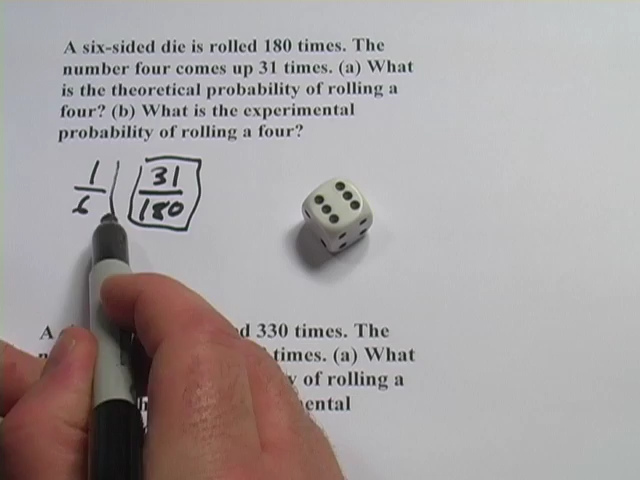 A six-sided die is rolled 180 times. The
number four comes up 31 times. (a) What
is the theoretical probability of rolling a
four? (b) What is the experimental
probability of rolling a four?
1
6
31
180
A
330 times. The
times. (a) What
of rolling a